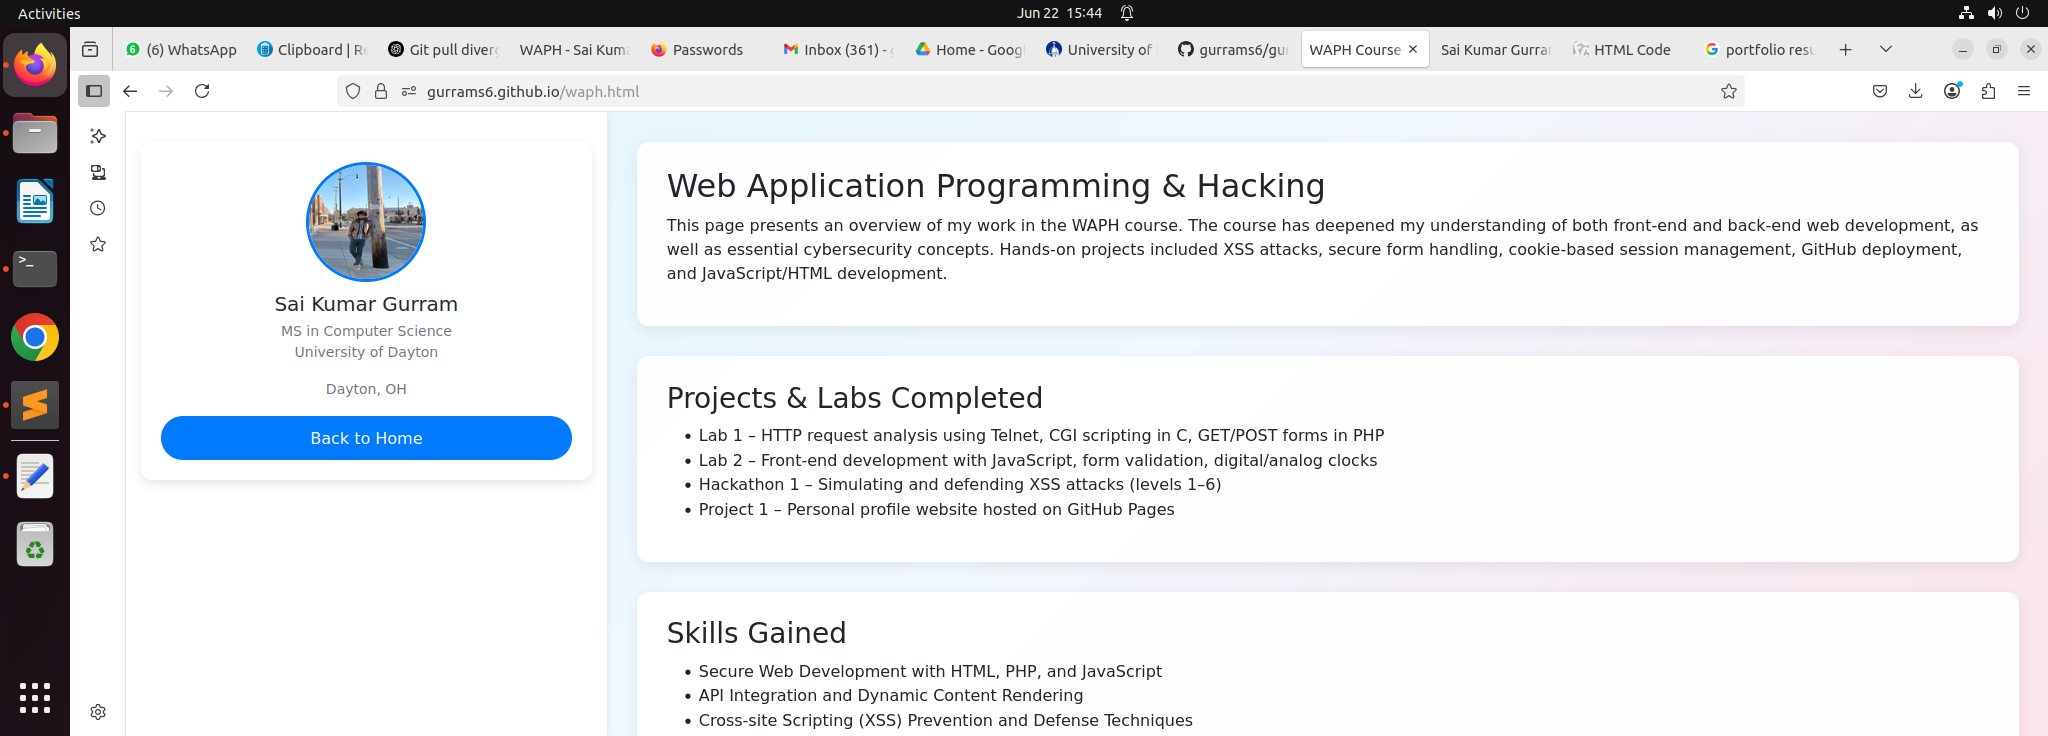 Activities
Jun 22 15:44
(6) WhatsApp
Clipboard | Re
Git pull diverg
WAPH - Sai Kuma
Passwords
Inbox (361) - g
Home - Googl
University of
gurrams6/gur
WAPH Course
Sai Kumar Gurrar
HTML Code
portfolio resu
gurrams6.github.io/waph.html
Sai Kumar Gurram
MS in Computer Science
University of Dayton
Dayton, OH
Back to Home
Web Application Programming & Hacking
This page presents an overview of my work in the WAPH course. The course has deepened my understanding of both front-end and back-end web development, as
well as essential cybersecurity concepts. Hands-on projects included XSS attacks, secure form handling, cookie-based session management, GitHub deployment,
and JavaScript/HTML development.
Projects & Labs Completed
• Lab 1 – HTTP request analysis using Telnet, CGI scripting in C, GET/POST forms in PHP
• Lab 2 – Front-end development with JavaScript, form validation, digital/analog clocks
• Hackathon 1 – Simulating and defending XSS attacks (levels 1–6)
• Project 1 – Personal profile website hosted on GitHub Pages
Skills Gained
• Secure Web Development with HTML, PHP, and JavaScript
• API Integration and Dynamic Content Rendering
• Cross-site Scripting (XSS) Prevention and Defense Techniques